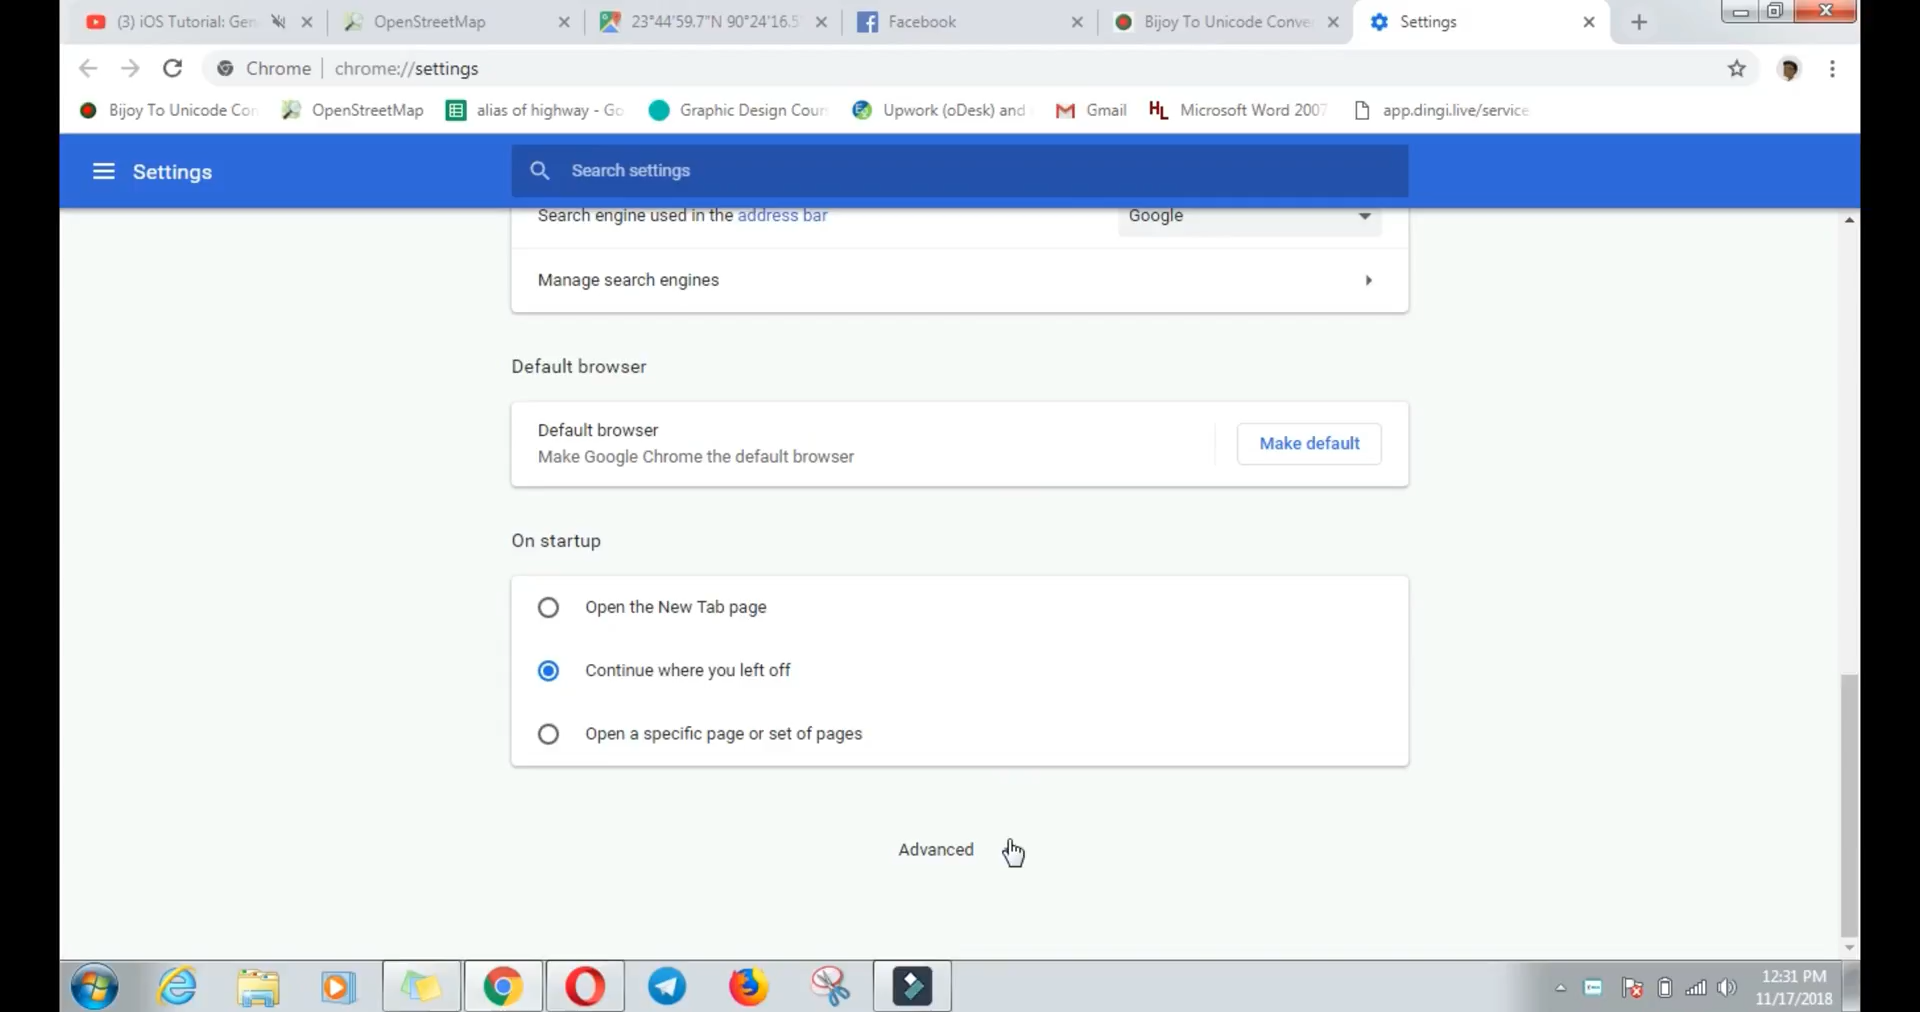 (3) iOS Tutorial: Gen
OpenStreetMap
23°44'59.7"N 90°24'16.5
Facebook
Bijoy To Unicode Conve
Settings
Chrome chrome://settings
Bijoy To Unicode Con
OpenStreetMap
alias of highway - Go
Graphic Design Cour
Upwork (oDesk) and
Gmail
HL Microsoft Word 2007
app.dingi.live/service
Settings
Search settings
Search engine used in the address bar
Google
Manage search engines
Default browser
Default browser
Make Google Chrome the default browser
Make default
On startup
Open the New Tab page
Continue where you left off
Open a specific page or set of pages
Advanced
12:31 PM
11/17/2018